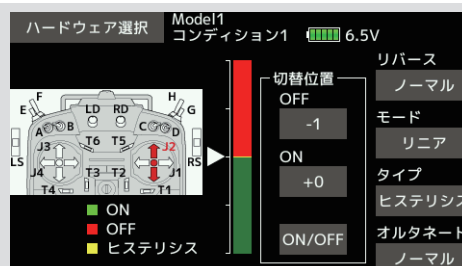 ハードウェア選択
Model1
コンディション1 6.5V
リバース
ノーマル
モード
リニア
タイプ
ヒステリシス
オルタネート
ノーマル
切替位置
OFF
-1
ON
+0
ON/OFF
F H
E LD RD G
A B C D
J3 T6 T5 J2
LS RS
J4 T3 T2 J1
T4 T1
ON
OFF
ヒステリシス